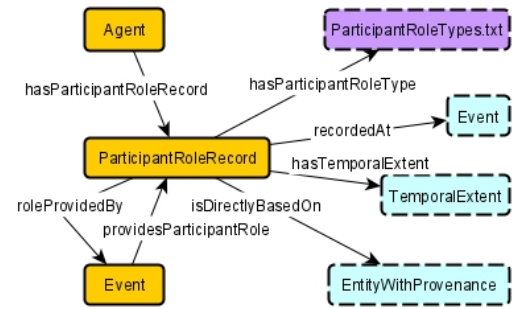 Agent
ParticipantRoleTypes.txt
hasParticipantRoleRecord
hasParticipantRoleType
Event
recordedAt
ParticipantRoleRecord
hasTemporalExtent
TemporalExtent
roleProvidedBy
isDirectlyBasedOn
providesParticipantRole
Event
EntityWithProvenance